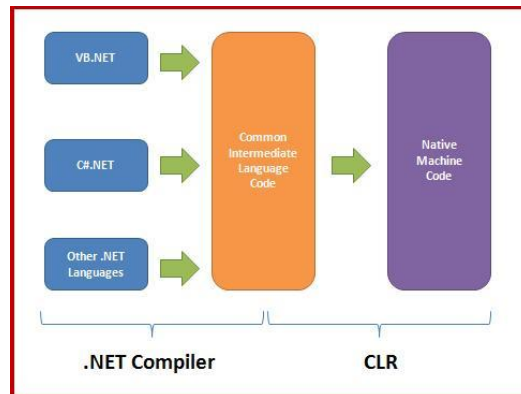 VB.NET
C#.NET
Other .NET
Languages
Common
Intermediate
Language
Code
Native
Machine
Code
.NET Compiler
CLR